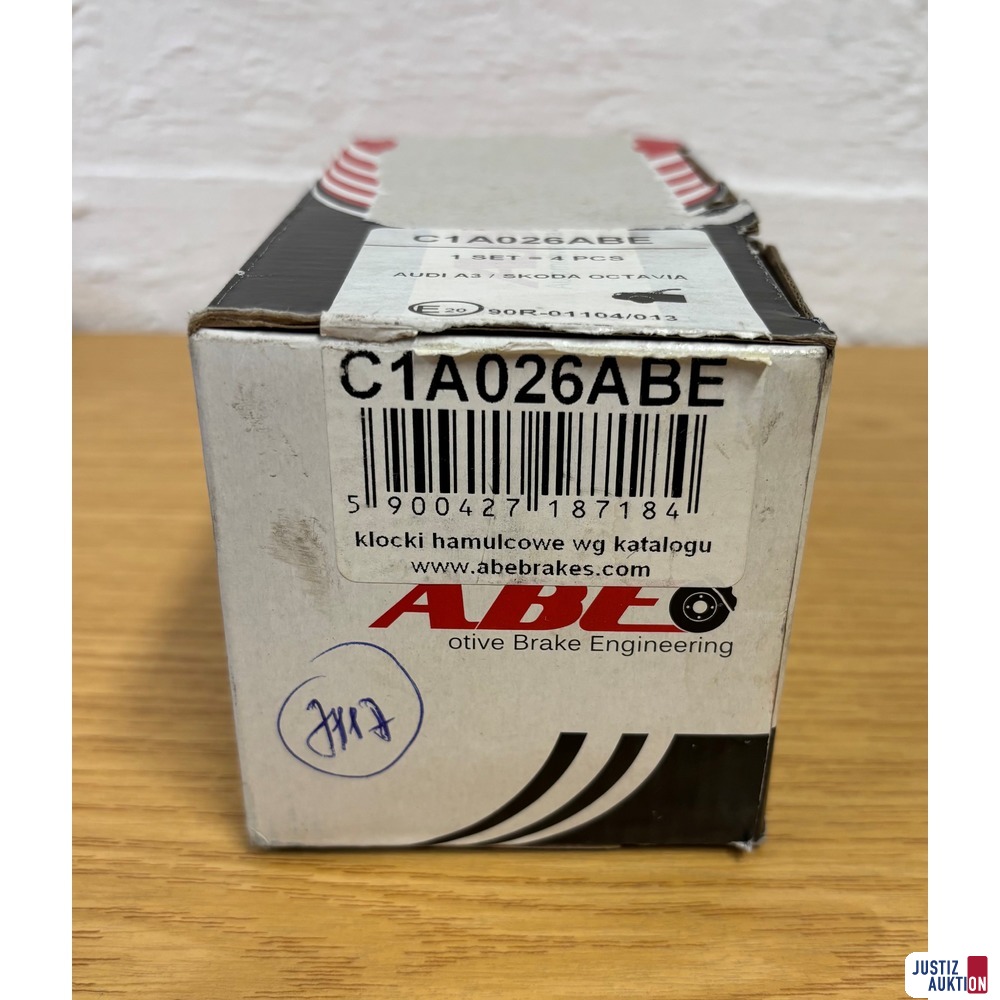 C1A026ABE
1 SET = 4 PCS
AUDI A3 / SKODA OCTAVIA
E 20 90R-01104/013
C1A026ABE
5 900427 187184
klocki hamulcowe wg katalogu
www.abebrakes.com
ABE
otive Brake Engineering
JUSTIZ
AUKTION